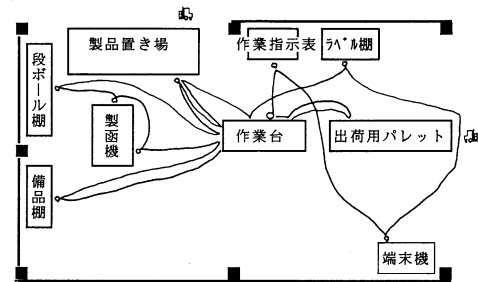 製品置き場
作業指示表
ﾗﾍﾞﾙ棚
段ボール棚
製函機
作業台
出荷用パレット
備品棚
端末機